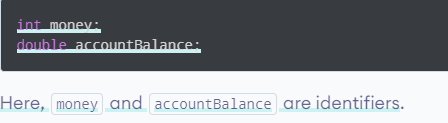 int money;
double accountBalance;
Here, money and accountBalance are identifiers.